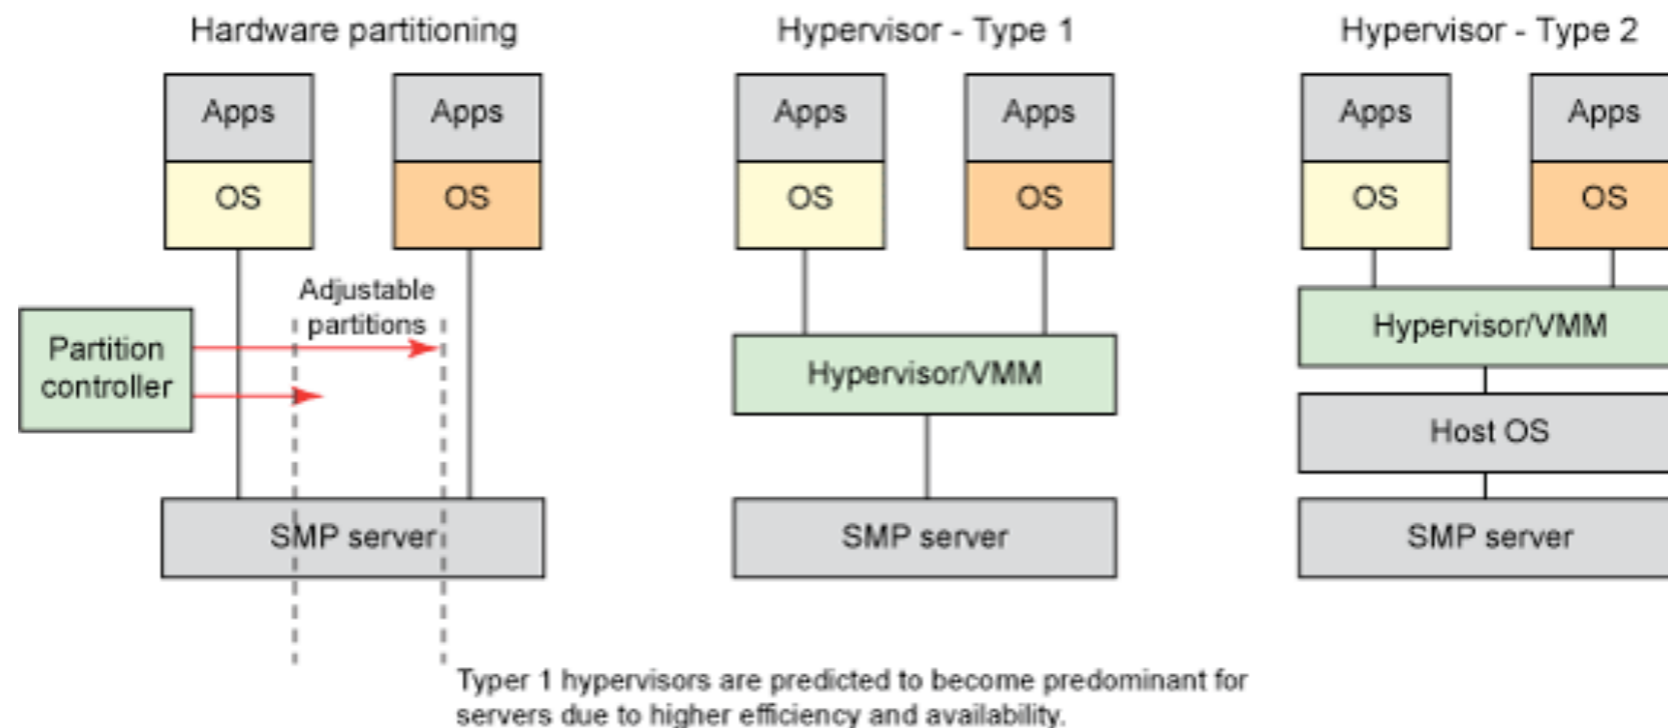 Hardware partitioning
Apps
Apps
OS
OS
Adjustable
partitions
Partition
controller
SMP server
Hypervisor - Type 1
Apps
Apps
OS
OS
Hypervisor/VMM
SMP server
Hypervisor - Type 2
Apps
Apps
OS
OS
Hypervisor/VMM
Host OS
SMP server
Typer 1 hypervisors are predicted to become predominant for
servers due to higher efficiency and availability.